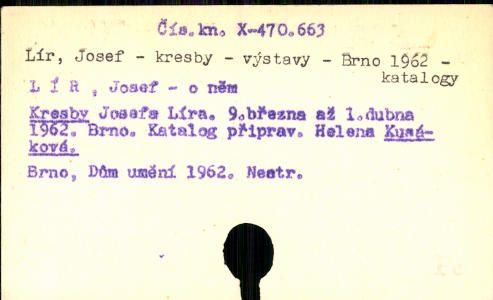 Čís.kn. X-470.663
Lír, Josef - kresby - výstavy - Brno 1962 -
katalogy
L Í R , Josef - o něm
Kresby Josefa Líra. 9.března až 1.dubna
1962. Brno. Katalog připrav. Helena Kusá-
ková.
Brno, Dům umění 1962. Nestr.